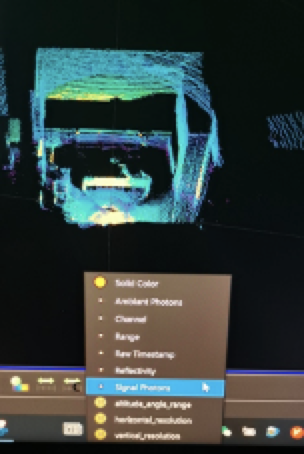 Solid Color
Ambient Photons
Channel
Range
Raw Timestamp
Reflectivity
Signal Photons
altitude_angle_range
horizontal_resolution
vertical_resolution